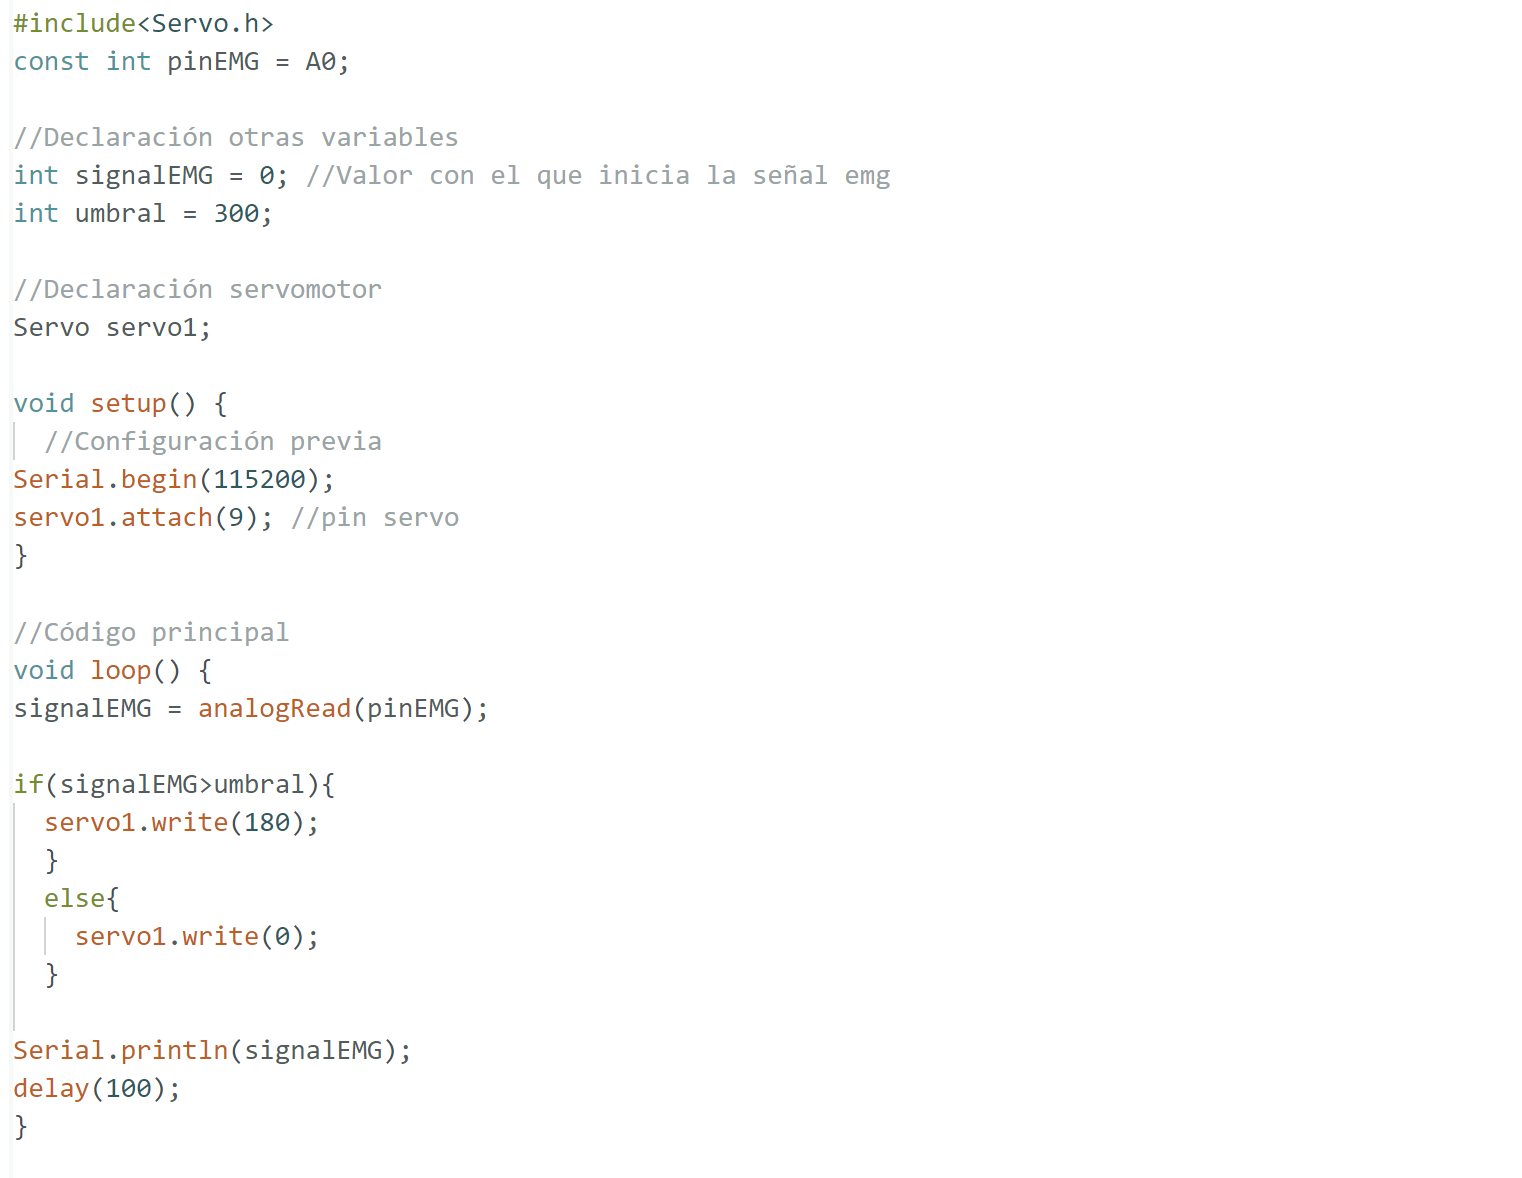 #include<Servo.h>
const int pinEMG = A0;
//Declaración otras variables
int signalEMG = 0; //Valor con el que inicia la señal emg
int umbral = 300;
//Declaración servomotor
Servo servo1;
void setup() {
//Configuración previa
Serial.begin(115200);
servo1.attach(9); //pin servo
}
//Código principal
void loop() {
signalEMG = analogRead(pinEMG);
if(signalEMG>umbral){
servo1.write(180);
}
else{
servo1.write(0);
}
Serial.println(signalEMG);
delay(100);
}